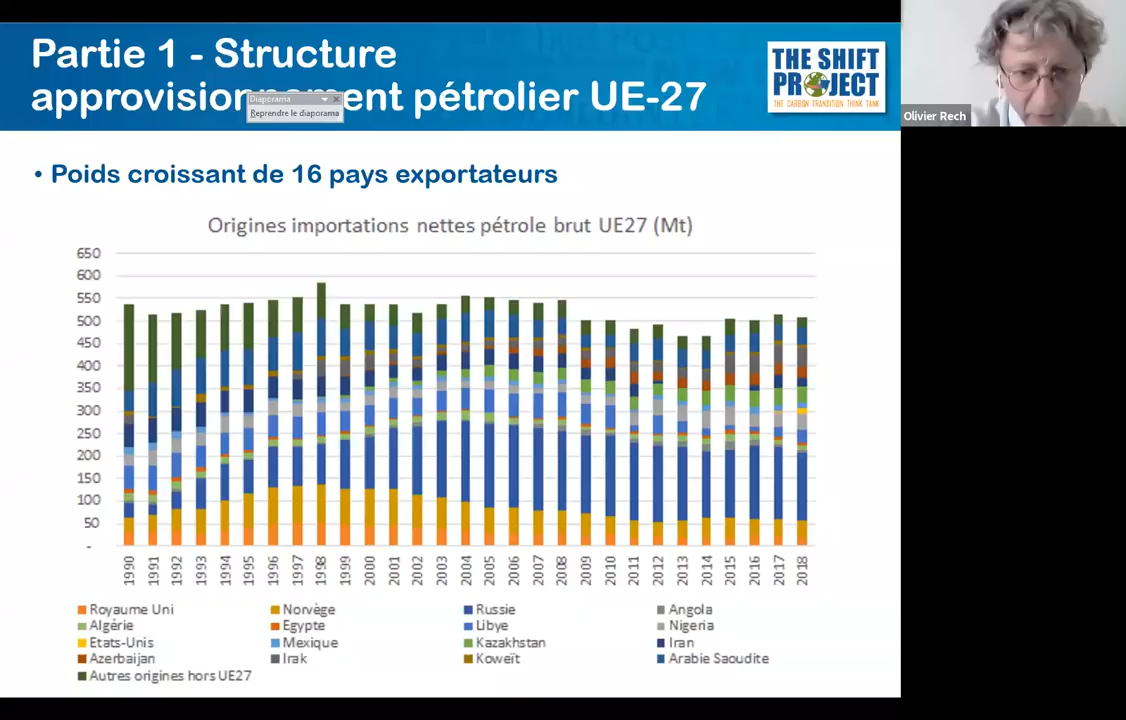 Partie 1 - Structure
approvisionnement pétrolier UE-27
Diaporama
Reprendre le diaporama
THE SHIFT
PROJECT
THE CARBON TRANSITION THINK TANK
Olivier Rech
• Poids croissant de 16 pays exportateurs
Origines importations nettes pétrole brut UE27 (Mt)
650
600
550
500
450
400
350
300
250
200
150
100
50
-
1990 1991 1992 1993 1994 1995 1996 1997 1998 1999 2000 2001 2002 2003 2004 2005 2006 2007 2008 2009 2010 2011 2012 2013 2014 2015 2016 2017 2018
Royaume Uni Norvège Russie Angola
Algérie Egypte Libye Nigeria
Etats-Unis Mexique Kazakhstan Iran
Azerbaijan Irak Koweït Arabie Saoudite
Autres origines hors UE27